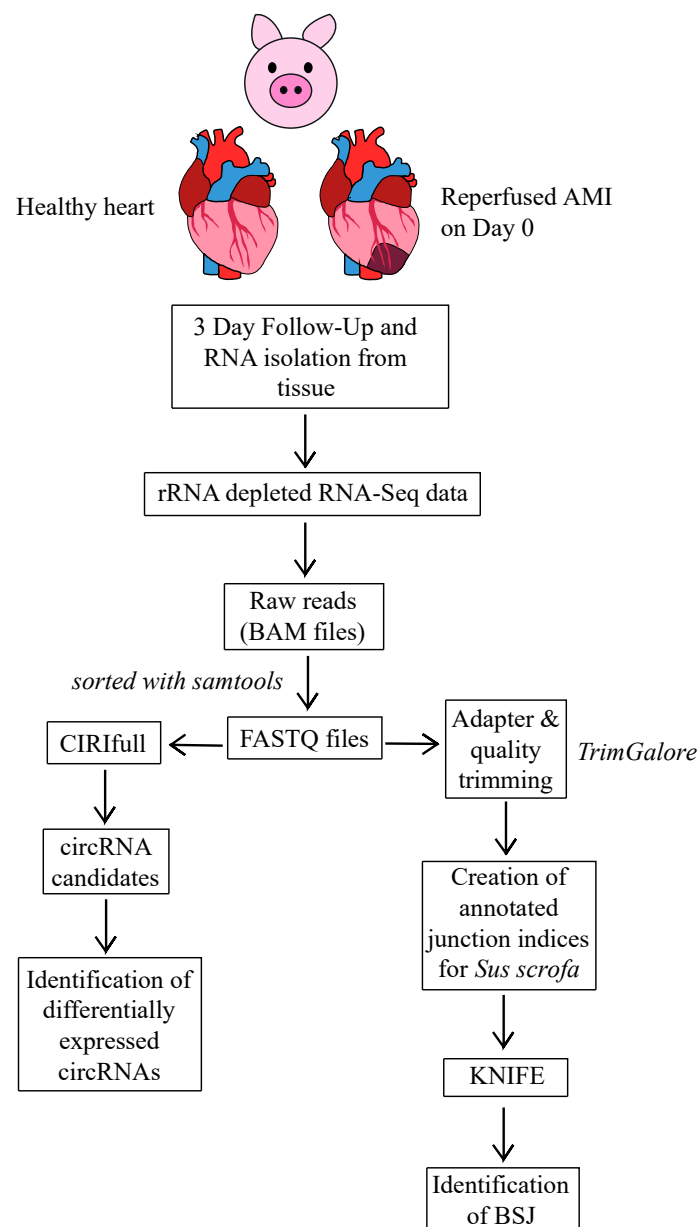 Healthy heart
Reperfused AMI
on Day 0
3 Day Follow-Up and
RNA isolation from
tissue
rRNA depleted RNA-Seq data
Raw reads
(BAM files)
sorted with samtools
CIRIfull
FASTQ files
Adapter &
quality
trimming
TrimGalore
circRNA
candidates
Identification of
differentially
expressed
circRNAs
Creation of
annotated
junction indices
for Sus scrofa
KNIFE
Identification
of BSJ